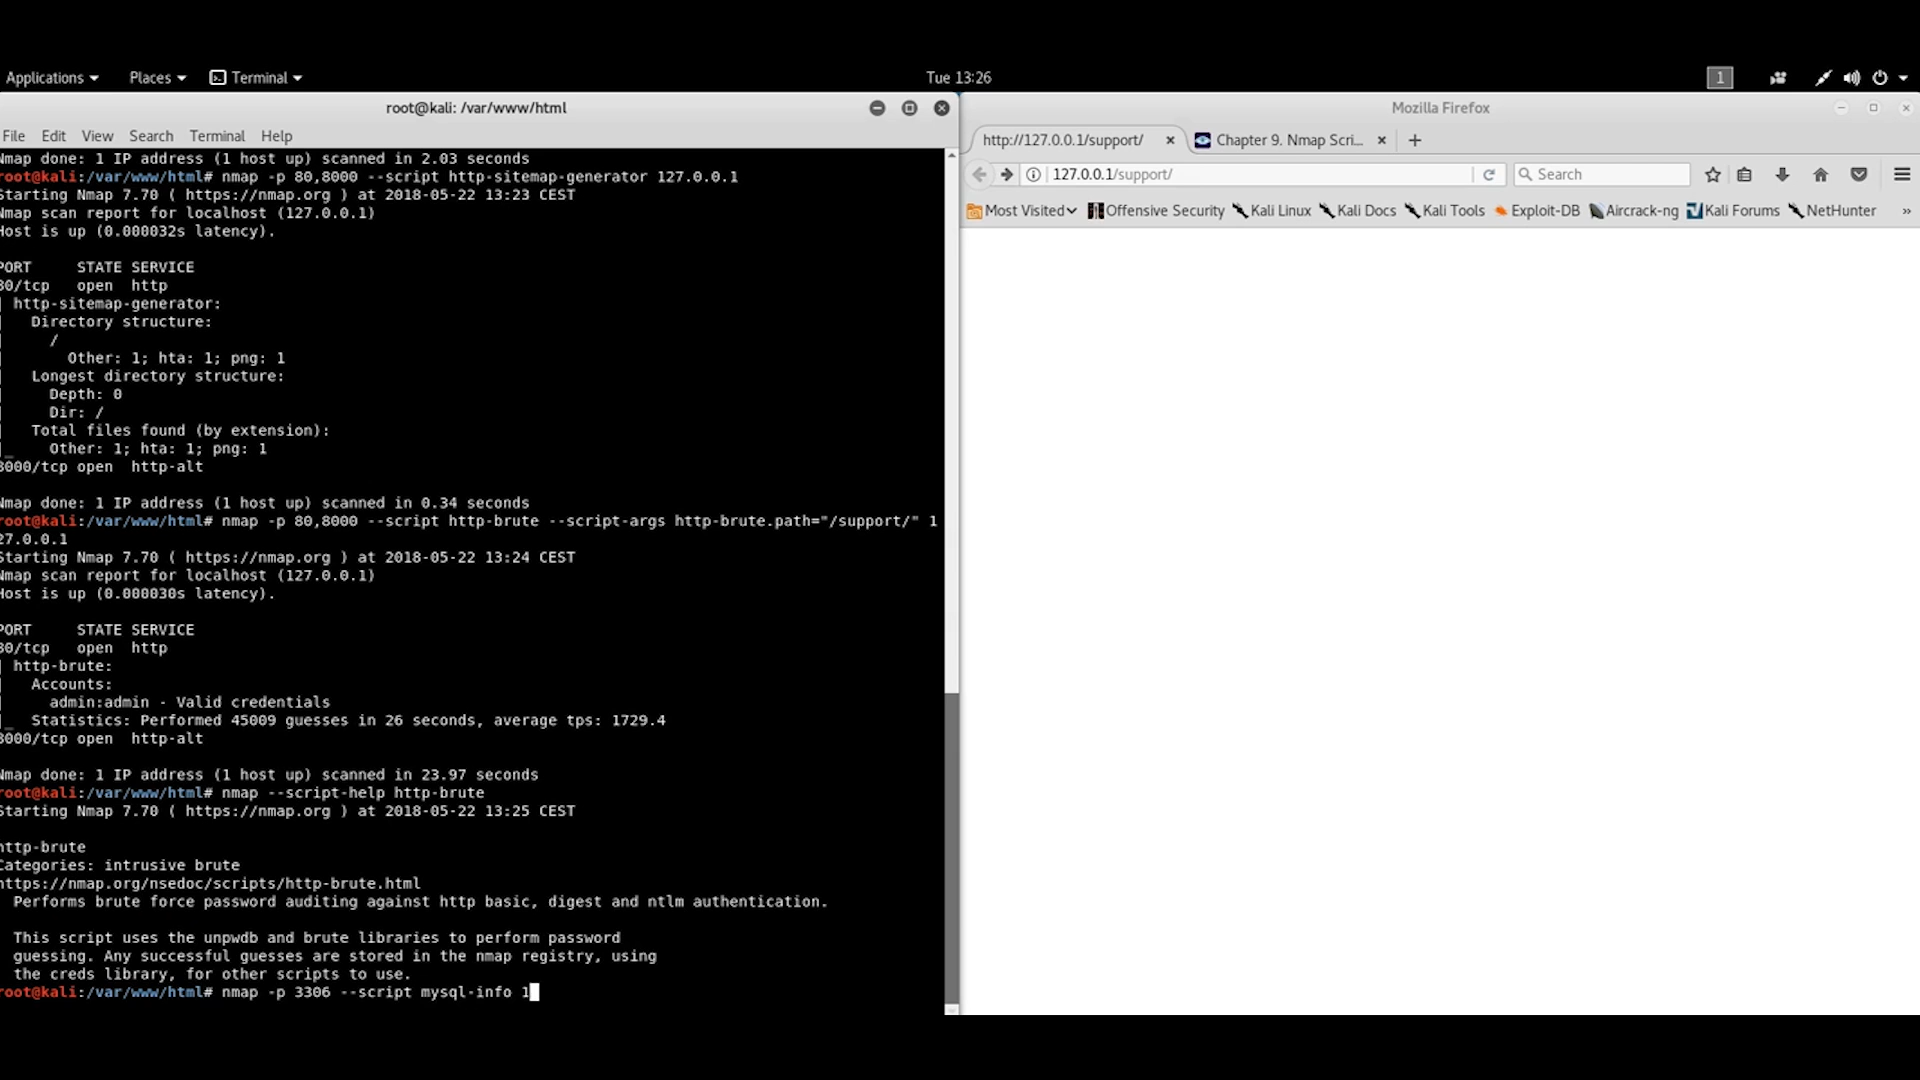 Applications Places Terminal Tue 13:26 1
root@kali: /var/www/html
File Edit View Search Terminal Help
Nmap done: 1 IP address (1 host up) scanned in 2.03 seconds
root@kali:/var/www/html# nmap -p 80,8000 --script http-sitemap-generator 127.0.0.1
Starting Nmap 7.70 ( https://nmap.org ) at 2018-05-22 13:23 CEST
Nmap scan report for localhost (127.0.0.1)
Host is up (0.000032s latency).
PORT STATE SERVICE
80/tcp open http
| http-sitemap-generator:
| Directory structure:
| /
| Other: 1; hta: 1; png: 1
| Longest directory structure:
| Depth: 0
| Dir: /
| Total files found (by extension):
|_ Other: 1; hta: 1; png: 1
8000/tcp open http-alt
Nmap done: 1 IP address (1 host up) scanned in 0.34 seconds
root@kali:/var/www/html# nmap -p 80,8000 --script http-brute --script-args http-brute.path="/support/" 1
27.0.0.1
Starting Nmap 7.70 ( https://nmap.org ) at 2018-05-22 13:24 CEST
Nmap scan report for localhost (127.0.0.1)
Host is up (0.000030s latency).
PORT STATE SERVICE
80/tcp open http
| http-brute:
| Accounts:
| admin:admin - Valid credentials
|_ Statistics: Performed 45009 guesses in 26 seconds, average tps: 1729.4
8000/tcp open http-alt
Nmap done: 1 IP address (1 host up) scanned in 23.97 seconds
root@kali:/var/www/html# nmap --script-help http-brute
Starting Nmap 7.70 ( https://nmap.org ) at 2018-05-22 13:25 CEST
http-brute
Categories: intrusive brute
https://nmap.org/nsedoc/scripts/http-brute.html
Performs brute force password auditing against http basic, digest and ntlm authentication.
This script uses the unpwdb and brute libraries to perform password
guessing. Any successful guesses are stored in the nmap registry, using
the creds library, for other scripts to use.
root@kali:/var/www/html# nmap -p 3306 --script mysql-info 1
Mozilla Firefox
http://127.0.0.1/support/ Chapter 9. Nmap Scri...
127.0.0.1/support/ Search
Most Visited Offensive Security Kali Linux Kali Docs Kali Tools Exploit-DB Aircrack-ng Kali Forums NetHunter »